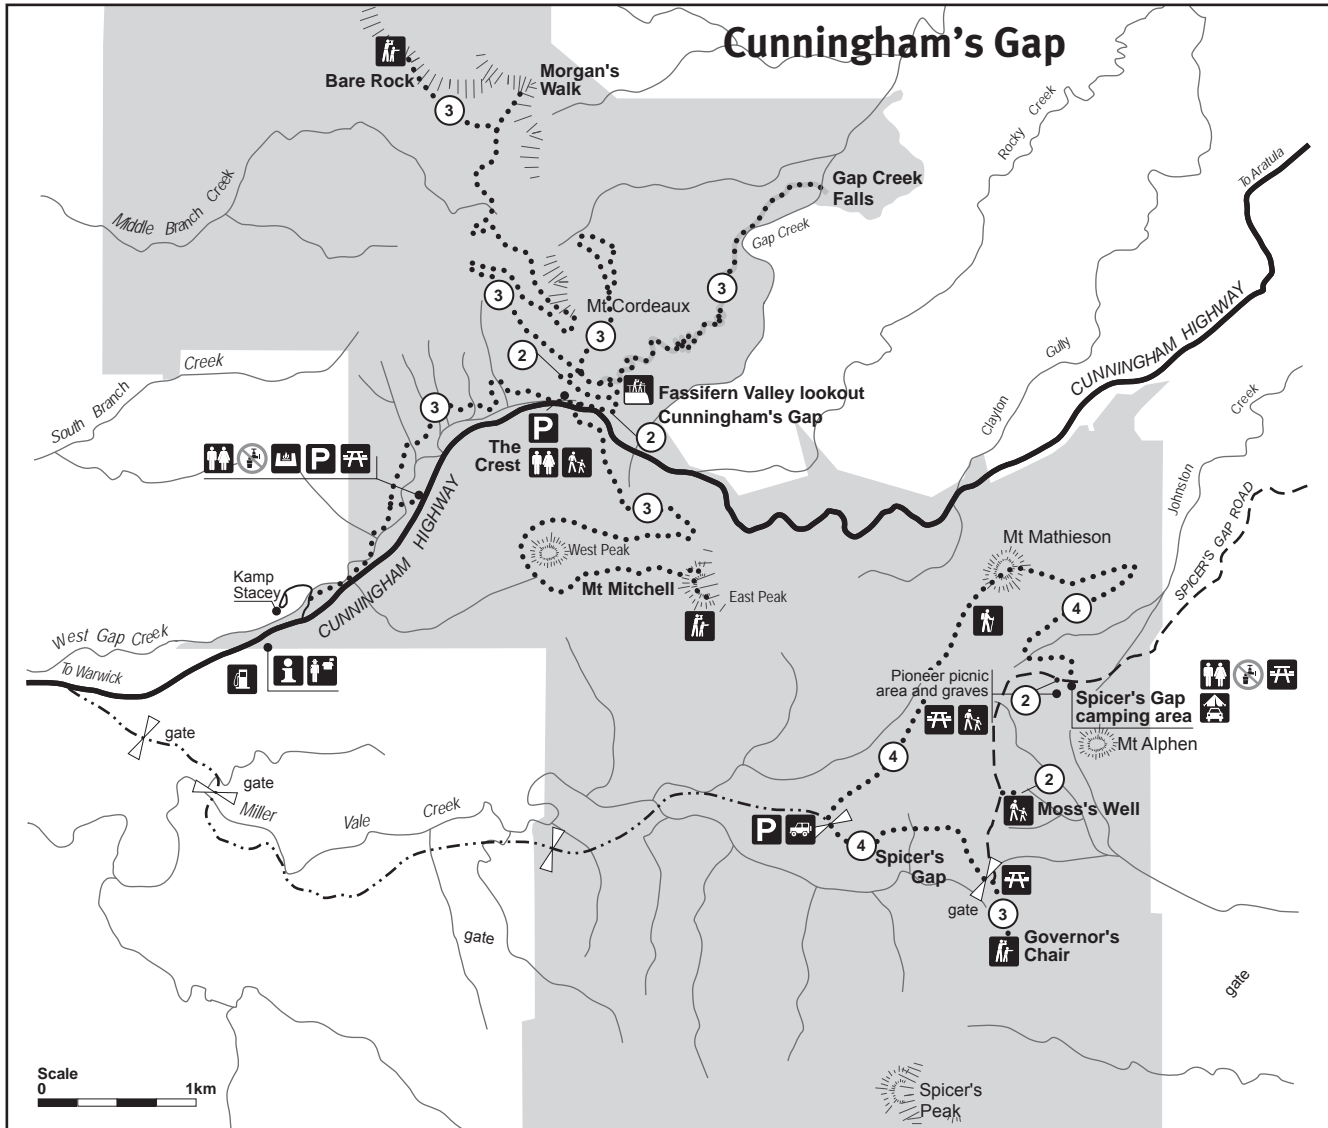 Cunningham's Gap
Bare Rock
Morgan's
Walk
3
Rocky Creek
To Aratula
Gap Creek
Falls
Middle Branch Creek
Gap Creek
3
3
Mt Cordeaux
3
2
CUNNINGHAM HIGHWAY
Gully
Clayton
Creek
South Branch
3
Fassifern Valley lookout
Cunningham's Gap
2
P
The
Crest
P
CUNNINGHAM HIGHWAY
3
Creek
Johnston
SPICER'S GAP ROAD
West Peak
Mt Mathieson
Kamp
Stacey
Mt Mitchell
East Peak
4
West Gap Creek
To Warwick
i
Pioneer picnic
area and graves
2
Spicer's Gap
camping area
gate
Mt Alphen
4
gate
2
Miller Vale Creek
Moss's Well
P
4
Spicer's
Gap
gate
3
Governor's
Chair
gate
gate
Scale
0
1km
Spicer's
Peak